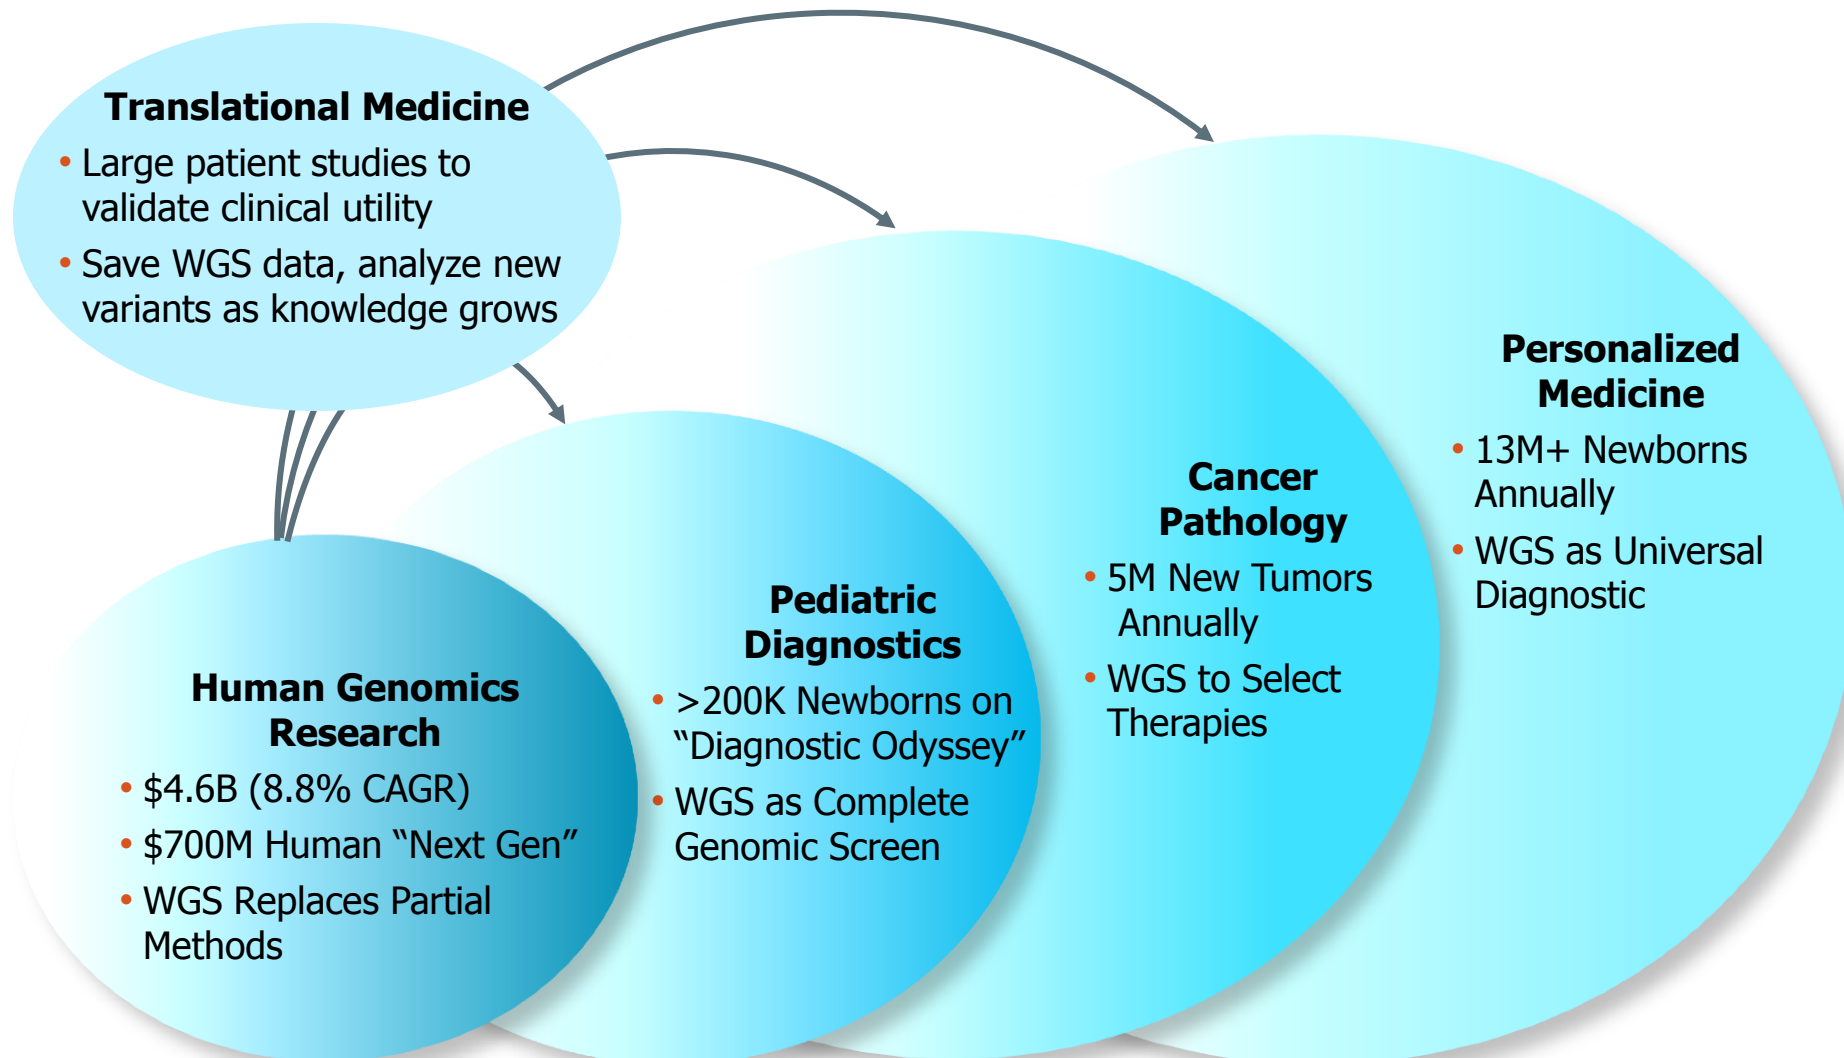 Translational Medicine
• Large patient studies to
validate clinical utility
• Save WGS data, analyze new
variants as knowledge grows
Human Genomics
Research
• $4.6B (8.8% CAGR)
• $700M Human “Next Gen”
• WGS Replaces Partial
Methods
Pediatric
Diagnostics
• >200K Newborns on
“Diagnostic Odyssey”
• WGS as Complete
Genomic Screen
Cancer
Pathology
• 5M New Tumors
Annually
• WGS to Select
Therapies
Personalized
Medicine
• 13M+ Newborns
Annually
• WGS as Universal
Diagnostic